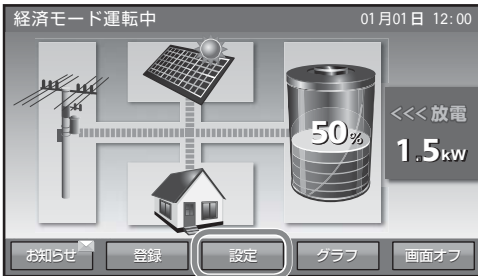 経済モード運転中
01月01日 12:00
50%
<<< 放電
1.5kW
お知らせ 登録 設定 グラフ 画面オフ